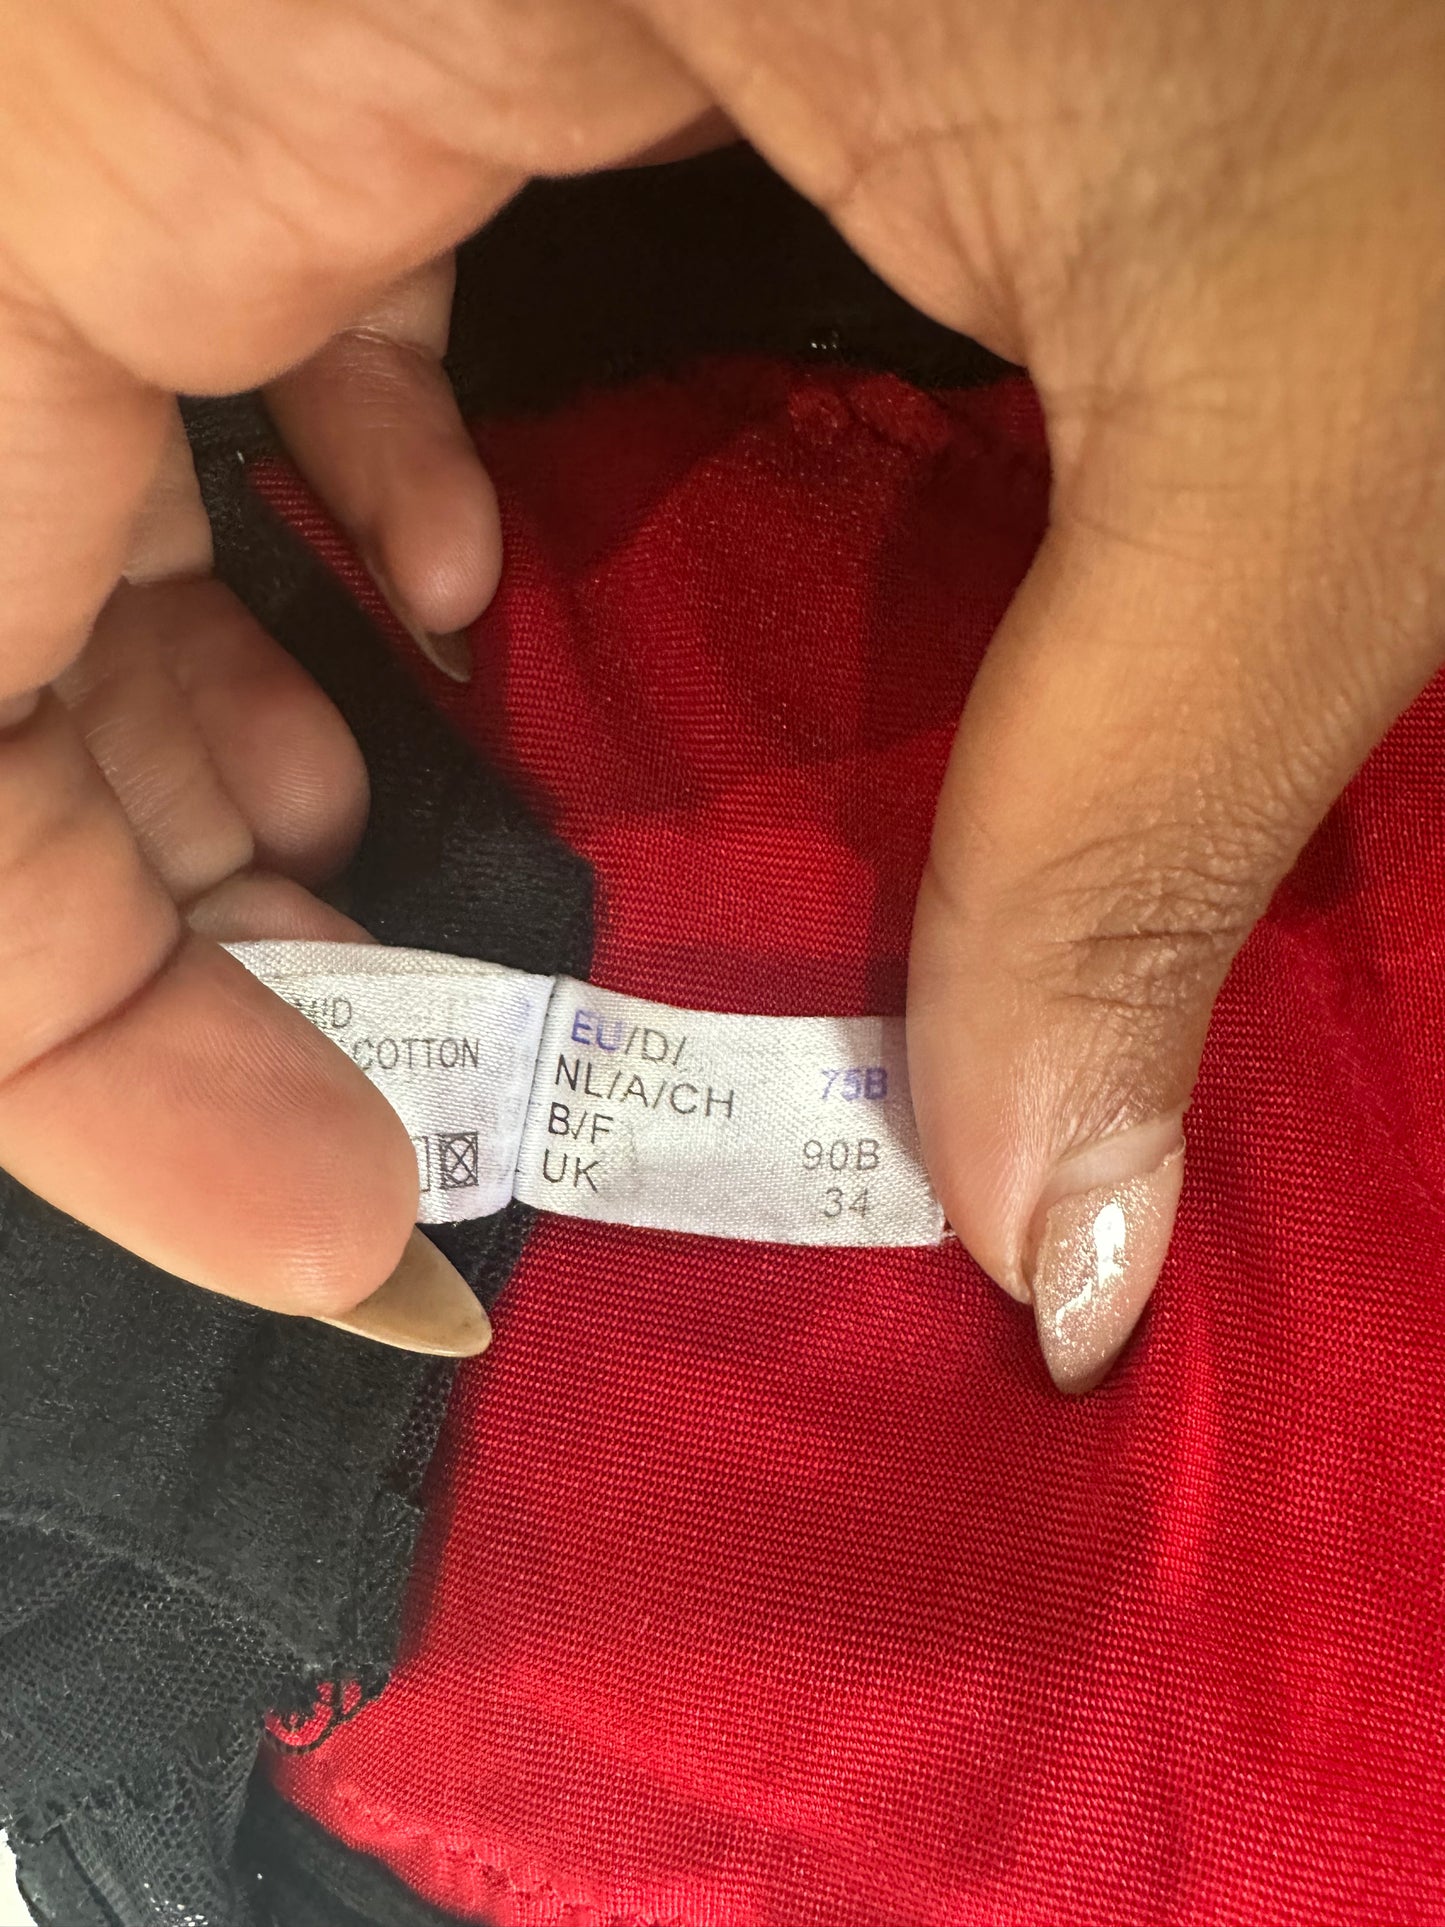 COTTON
EU/D/
NL/A/CH 75B
B/F 90B
UK 34